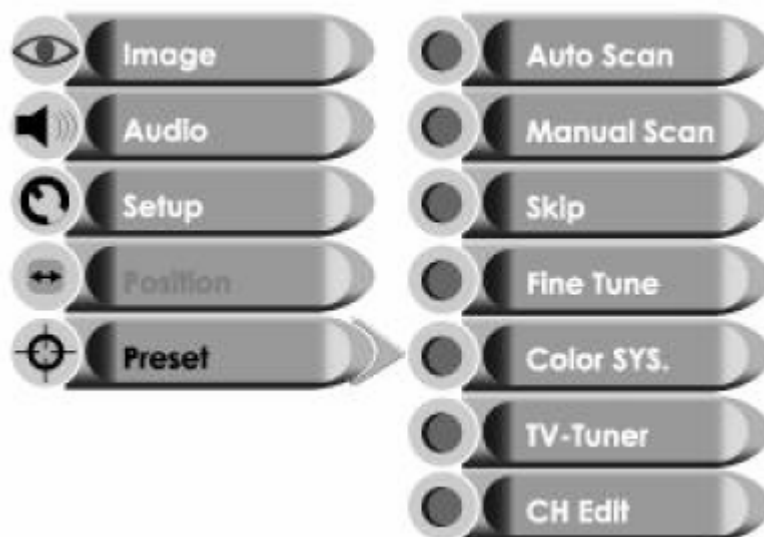 Image
Audio
Setup
Position
Preset
Auto Scan
Manual Scan
Skip
Fine Tune
Color SYS.
TV-Tuner
CH Edit